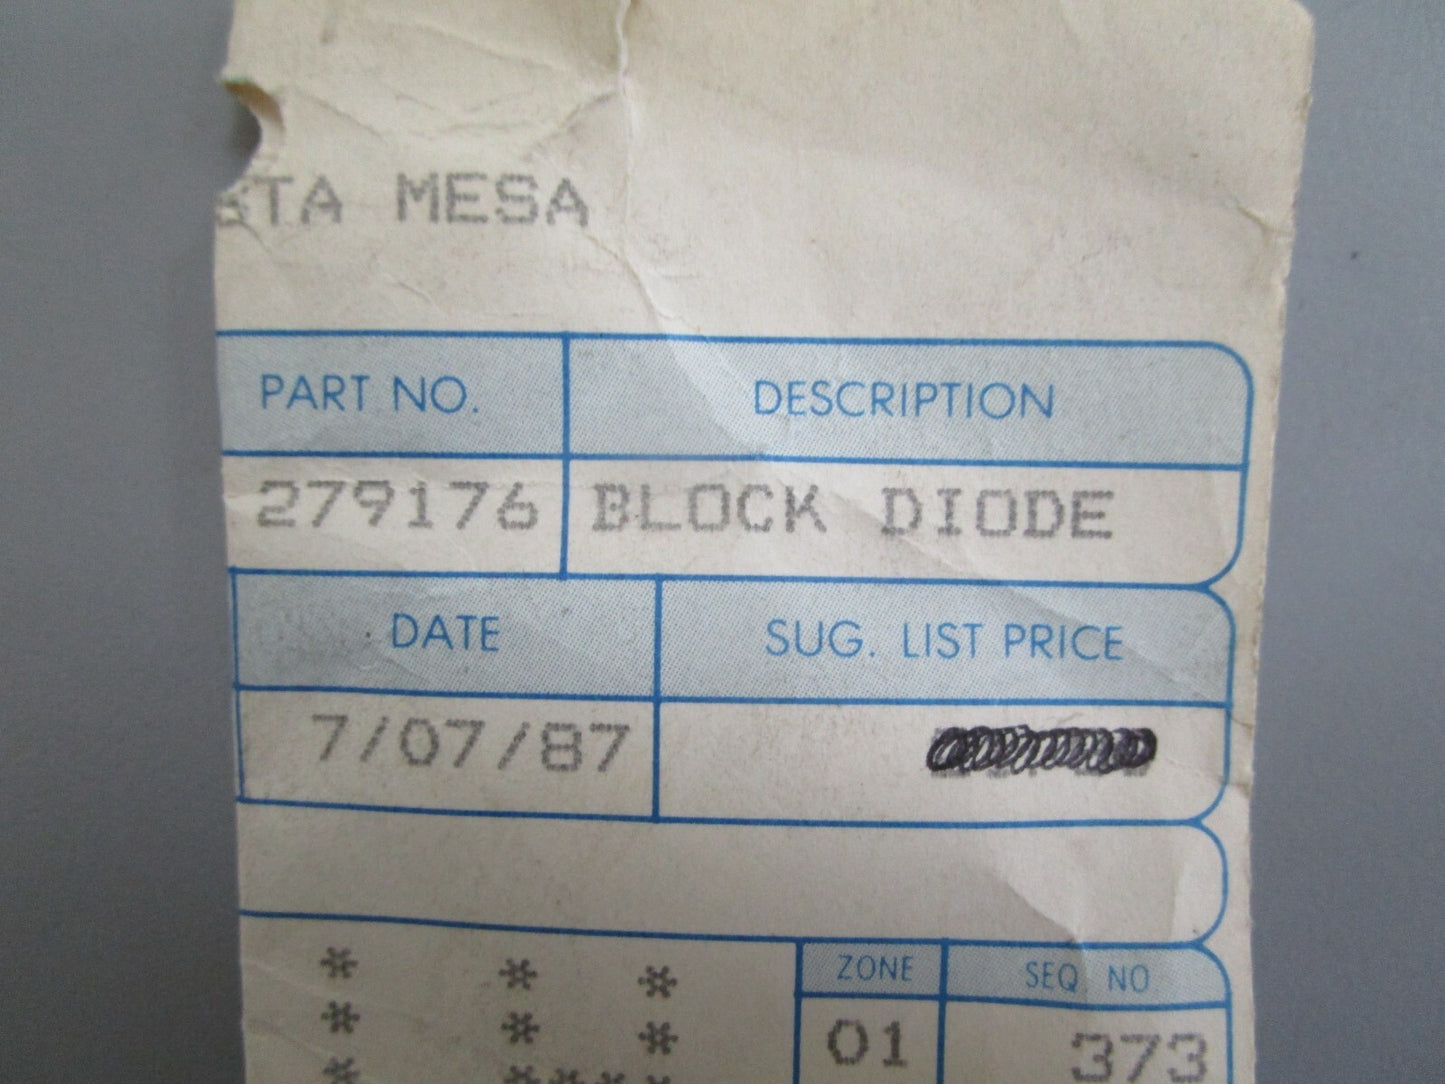 STA MESA
PART NO. DESCRIPTION
279176 BLOCK DIODE
DATE SUG. LIST PRICE
7/07/87
* * *
ZONE SEQ NO
* * *
01 373
* ****